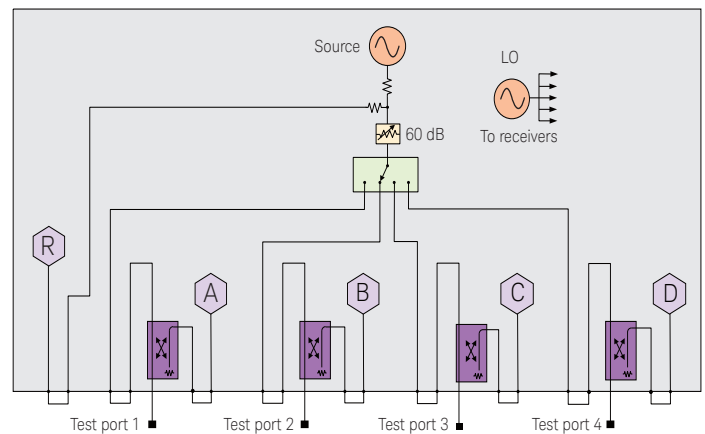 Source
LO
60 dB
To receivers
R
A
B
C
D
Test port 1
Test port 2
Test port 3
Test port 4